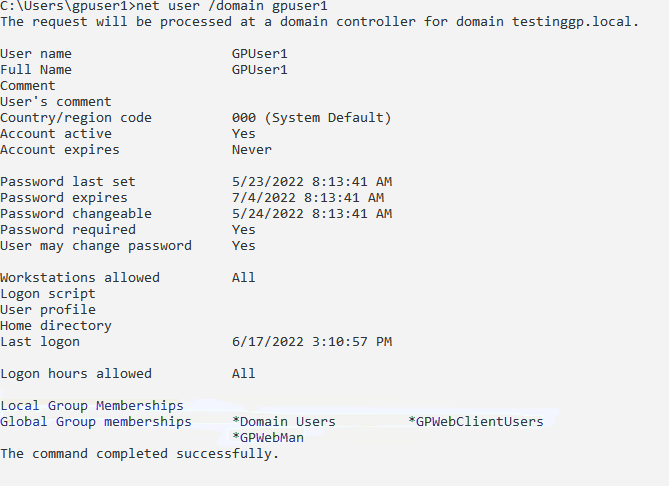 C:\Users\gpuser1>net user /domain gpuser1
The request will be processed at a domain controller for domain testinggp.local.
User name GPUser1
Full Name GPUser1
Comment
User's comment
Country/region code 000 (System Default)
Account active Yes
Account expires Never
Password last set 5/23/2022 8:13:41 AM
Password expires 7/4/2022 8:13:41 AM
Password changeable 5/24/2022 8:13:41 AM
Password required Yes
User may change password Yes
Workstations allowed All
Logon script
User profile
Home directory
Last logon 6/17/2022 3:10:57 PM
Logon hours allowed All
Local Group Memberships
Global Group memberships *Domain Users *GPWebClientUsers
*GPWebMan
The command completed successfully.